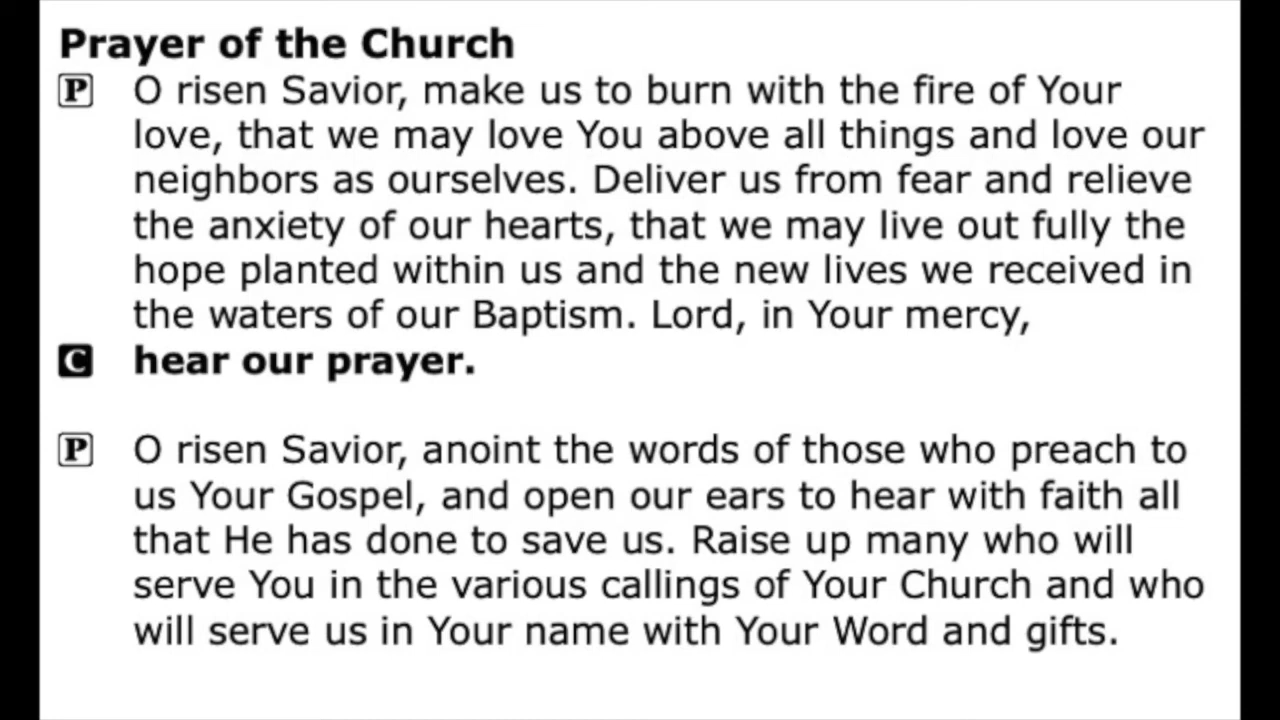 Prayer of the Church
P O risen Savior, make us to burn with the fire of Your
love, that we may love You above all things and love our
neighbors as ourselves. Deliver us from fear and relieve
the anxiety of our hearts, that we may live out fully the
hope planted within us and the new lives we received in
the waters of our Baptism. Lord, in Your mercy,
C hear our prayer.
P O risen Savior, anoint the words of those who preach to
us Your Gospel, and open our ears to hear with faith all
that He has done to save us. Raise up many who will
serve You in the various callings of Your Church and who
will serve us in Your name with Your Word and gifts.